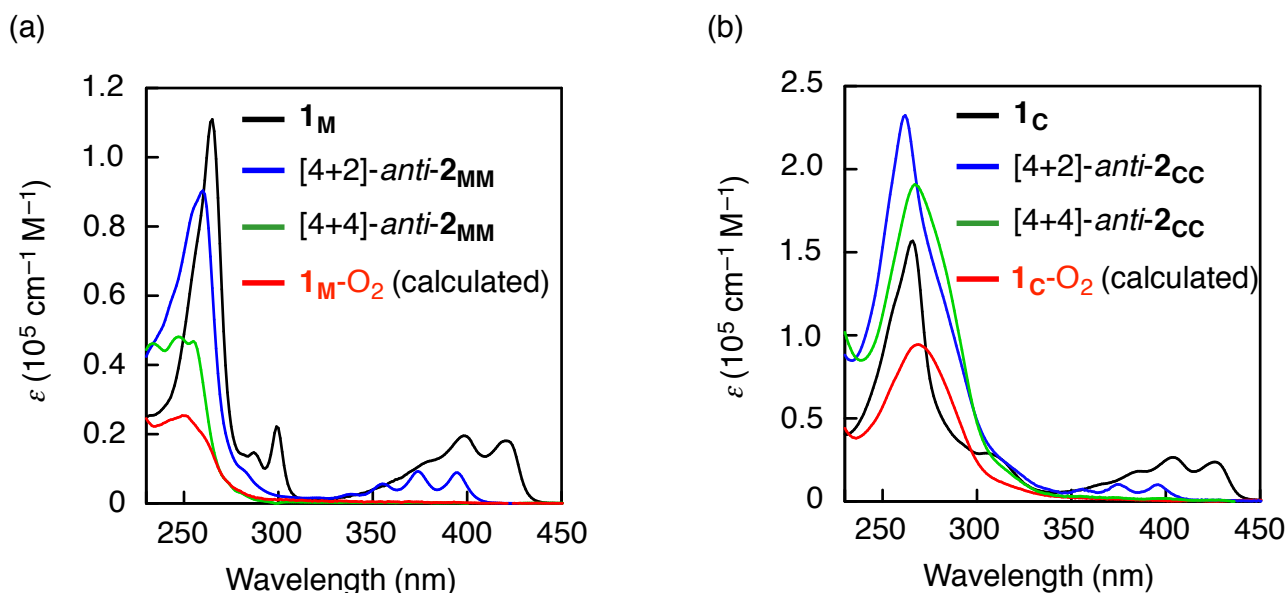 (a)
1.2
1.0
0.8
0.6
0.4
0.2
0
250 300 350 400 450
Wavelength (nm)
ε (10⁵ cm⁻¹ M⁻¹)
1M
[4+2]-anti-2MM
[4+4]-anti-2MM
1M-O₂ (calculated)
(b)
2.5
2.0
1.5
1.0
0.5
0
250 300 350 400 450
Wavelength (nm)
ε (10⁵ cm⁻¹ M⁻¹)
1C
[4+2]-anti-2CC
[4+4]-anti-2CC
1C-O₂ (calculated)